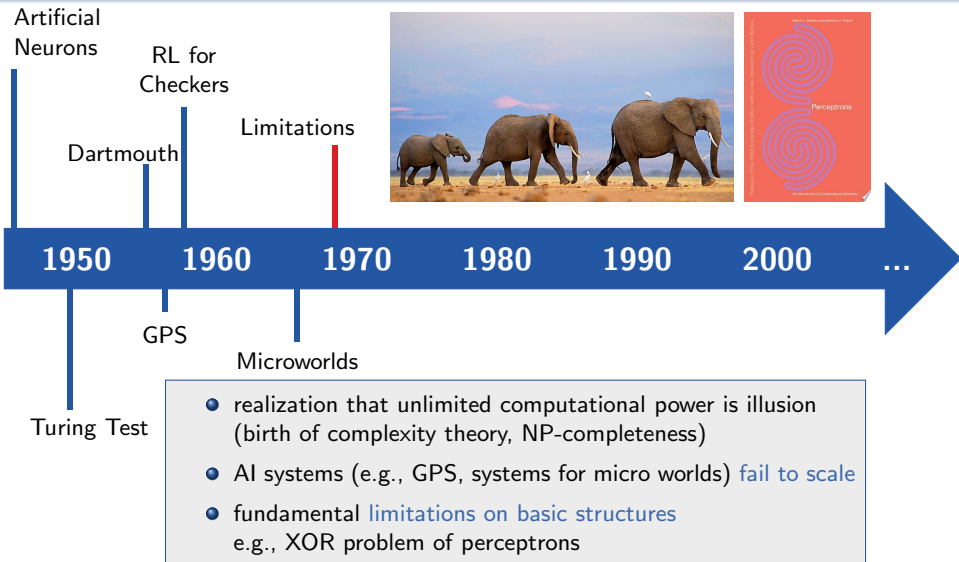 Artificial
Neurons
RL for
Checkers
Dartmouth
Limitations
Perceptrons
1950 1960 1970 1980 1990 2000 ...
GPS
Microworlds
Turing Test
realization that unlimited computational power is illusion
(birth of complexity theory, NP-completeness)
AI systems (e.g., GPS, systems for micro worlds) fail to scale
fundamental limitations on basic structures
e.g., XOR problem of perceptrons